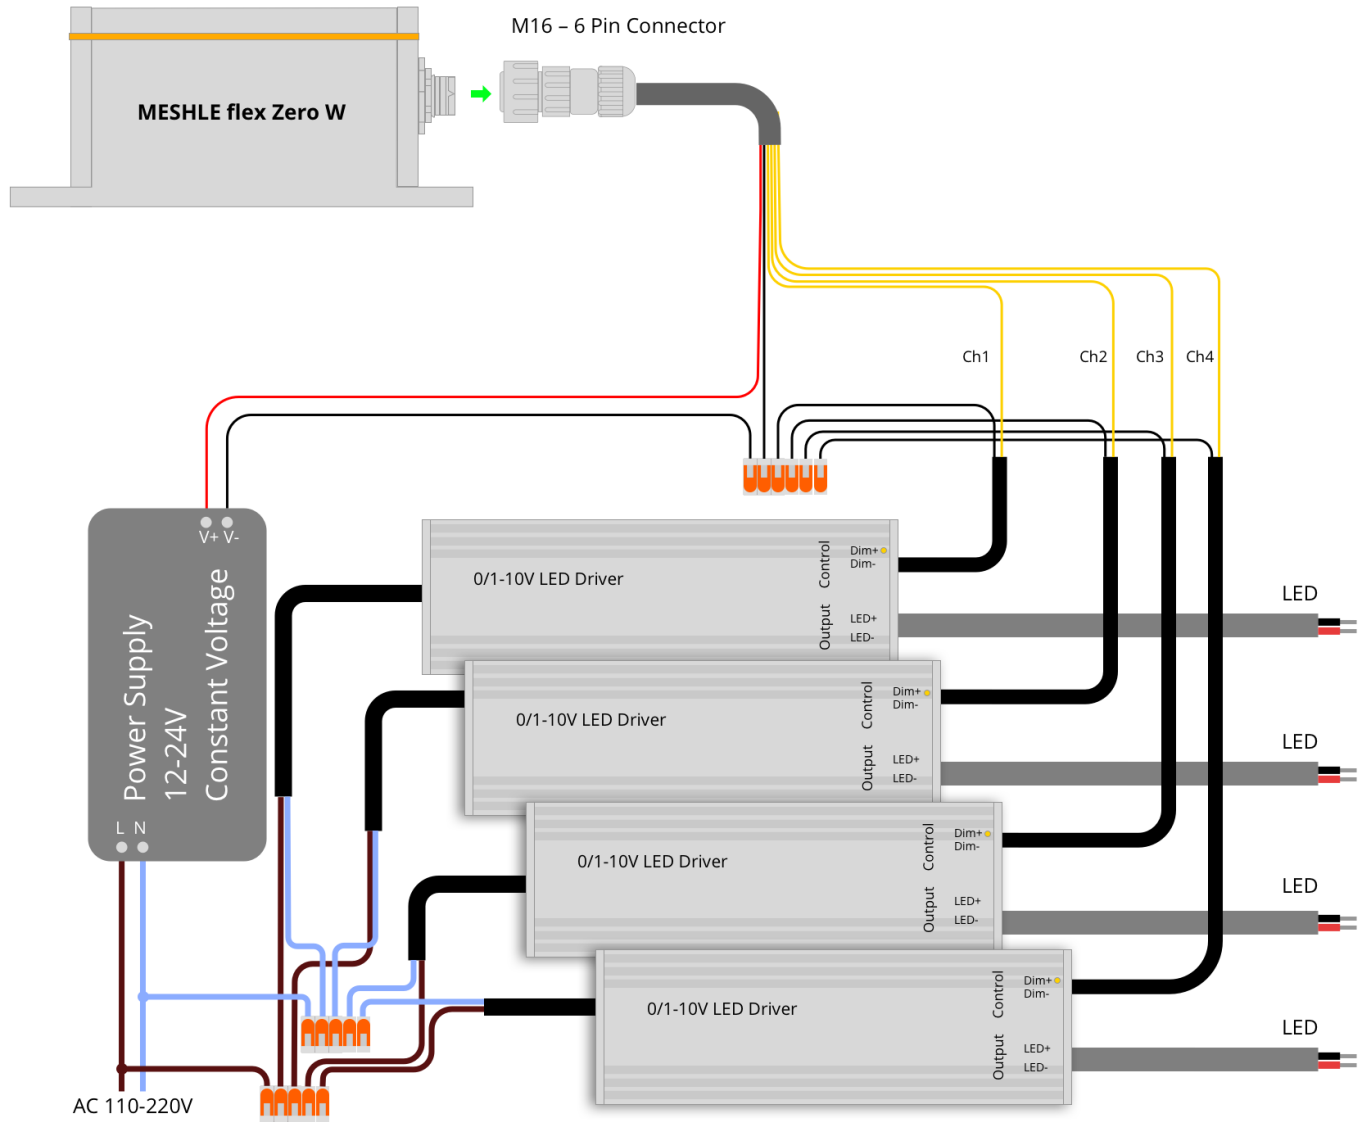 M16 – 6 Pin Connector
MESHLE flex Zero W
Ch1
Ch2
Ch3
Ch4
V+ V-
Power Supply
12-24V
Constant Voltage
L N
AC 110-220V
0/1-10V LED Driver
Control
Dim+
Dim-
Output
LED+
LED-
LED
0/1-10V LED Driver
Control
Dim+
Dim-
Output
LED+
LED-
LED
0/1-10V LED Driver
Control
Dim+
Dim-
Output
LED+
LED-
LED
0/1-10V LED Driver
Control
Dim+
Dim-
Output
LED+
LED-
LED